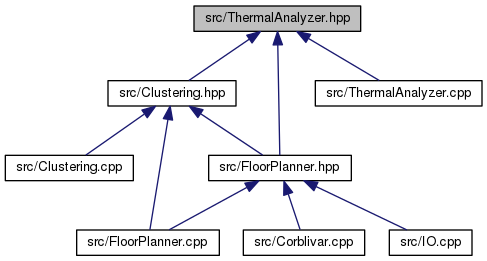 src/ThermalAnalyzer.hpp
src/Clustering.hpp
src/ThermalAnalyzer.cpp
src/Clustering.cpp
src/FloorPlanner.hpp
src/FloorPlanner.cpp
src/Corblivar.cpp
src/IO.cpp